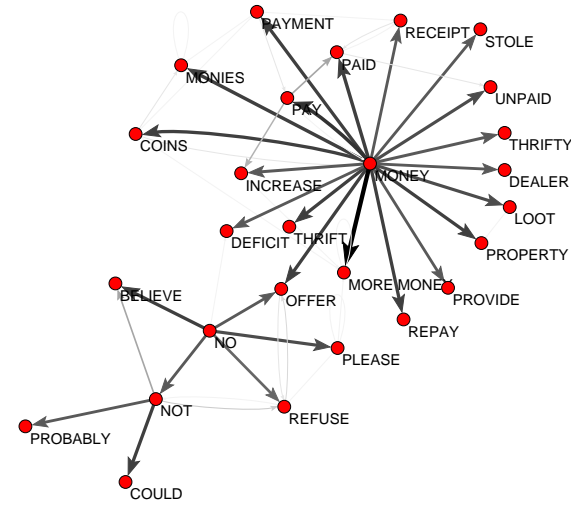 PAYMENT
RECEIPT
STOLE
PAID
MONIES
UNPAID
PAY
THRIFTY
COINS
MONEY
INCREASE
DEALER
LOOT
DEFICIT
THRIFT
PROPERTY
MORE MONEY
PROVIDE
BELIEVE
OFFER
REPAY
NO
PLEASE
NOT
REFUSE
PROBABLY
COULD